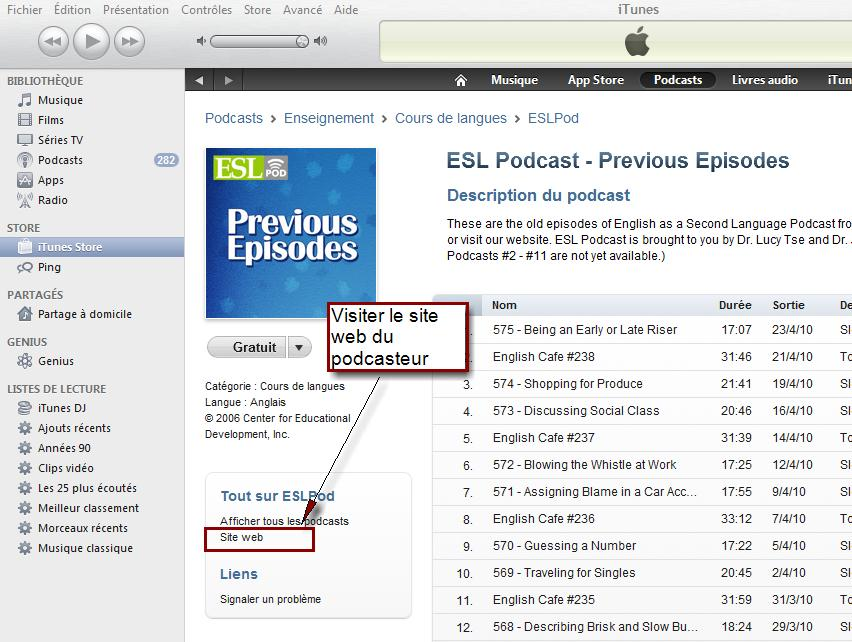 Fichier Édition Présentation Contrôles Store Avancé Aide
iTunes
BIBLIOTHÈQUE
Musique
Films
Séries TV
Podcasts 282
Apps
Radio
STORE
iTunes Store
Ping
PARTAGÉS
Partage à domicile
GENIUS
Genius
LISTES DE LECTURE
iTunes DJ
Ajouts récents
Années 90
Clips vidéo
Les 25 plus écoutés
Meilleur classement
Morceaux récents
Musique classique
Musique App Store Podcasts Livres audio iTun
Podcasts > Enseignement > Cours de langues > ESLPod
ESL POD
Previous
Episodes
Gratuit
Catégorie : Cours de langues
Langue : Anglais
© 2006 Center for Educational
Development, Inc.
Visiter le site
web du
podcasteur
Tout sur ESLPod
Afficher tous les podcasts
Site web
Liens
Signaler un problème
ESL Podcast - Previous Episodes
Description du podcast
These are the old episodes of English as a Second Language Podcast fro
or visit our website. ESL Podcast is brought to you by Dr. Lucy Tse and Dr.
Podcasts #2 - #11 are not yet available.)
Nom Durée Sortie De
575 - Being an Early or Late Riser 17:07 23/4/10 Sl
English Cafe #238 31:46 21/4/10 To
3. 574 - Shopping for Produce 21:41 19/4/10 Sl
4. 573 - Discussing Social Class 20:46 16/4/10 Sl
5. English Cafe #237 31:39 14/4/10 To
6. 572 - Blowing the Whistle at Work 17:25 12/4/10 Sl
7. 571 - Assigning Blame in a Car Acc... 17:55 9/4/10 Sl
8. English Cafe #236 33:12 7/4/10 To
9. 570 - Guessing a Number 17:22 5/4/10 Sl
10. 569 - Traveling for Singles 20:45 2/4/10 Sl
11. English Cafe #235 31:59 31/3/10 To
12. 568 - Describing Brisk and Slow Bu... 18:24 29/3/10 Sl